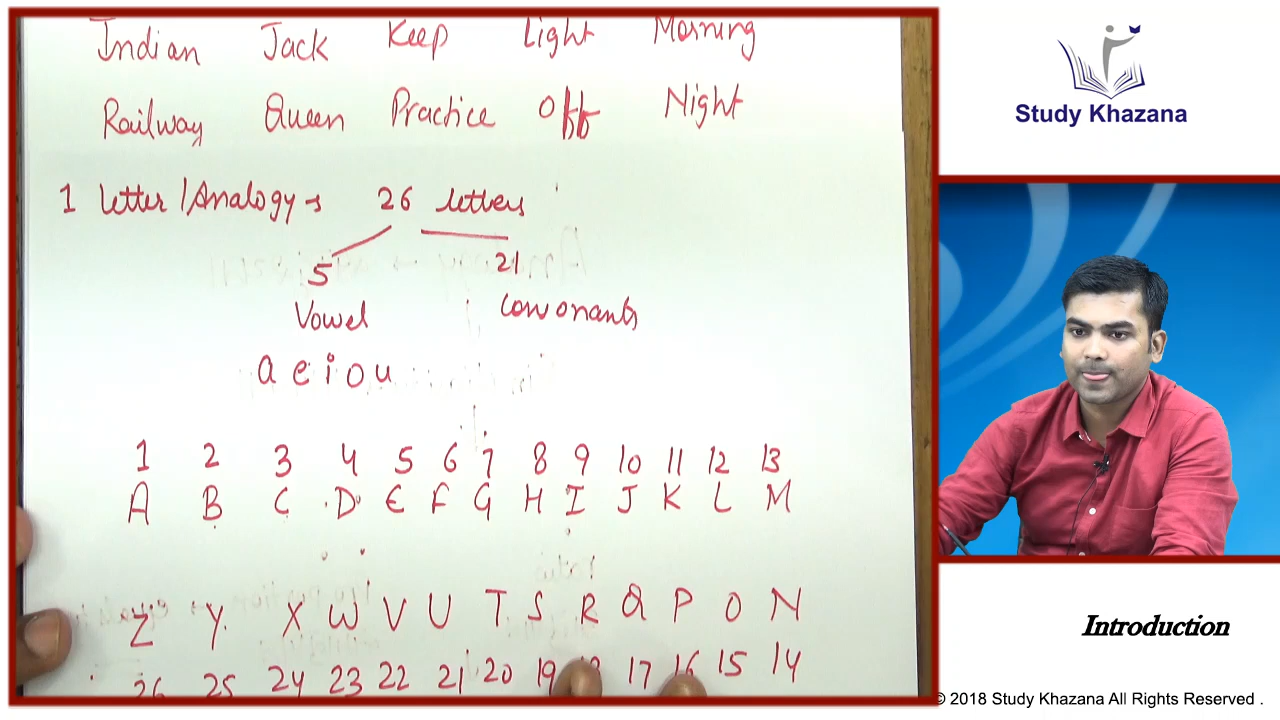 Indian Jack Keep Light Morning
Railway Queen Practice Off Night
1 Letter/Analogy → 26 letters
5 21
Vowel Consonants
a e i o u
1 2 3 4 5 6 7 8 9 10 11 12 13
A B C D E F G H I J K L M
Z Y X W V U T S R Q P O N
26 25 24 23 22 21 20 19 18 17 16 15 14
Study Khazana
Introduction
© 2018 Study Khazana All Rights Reserved .